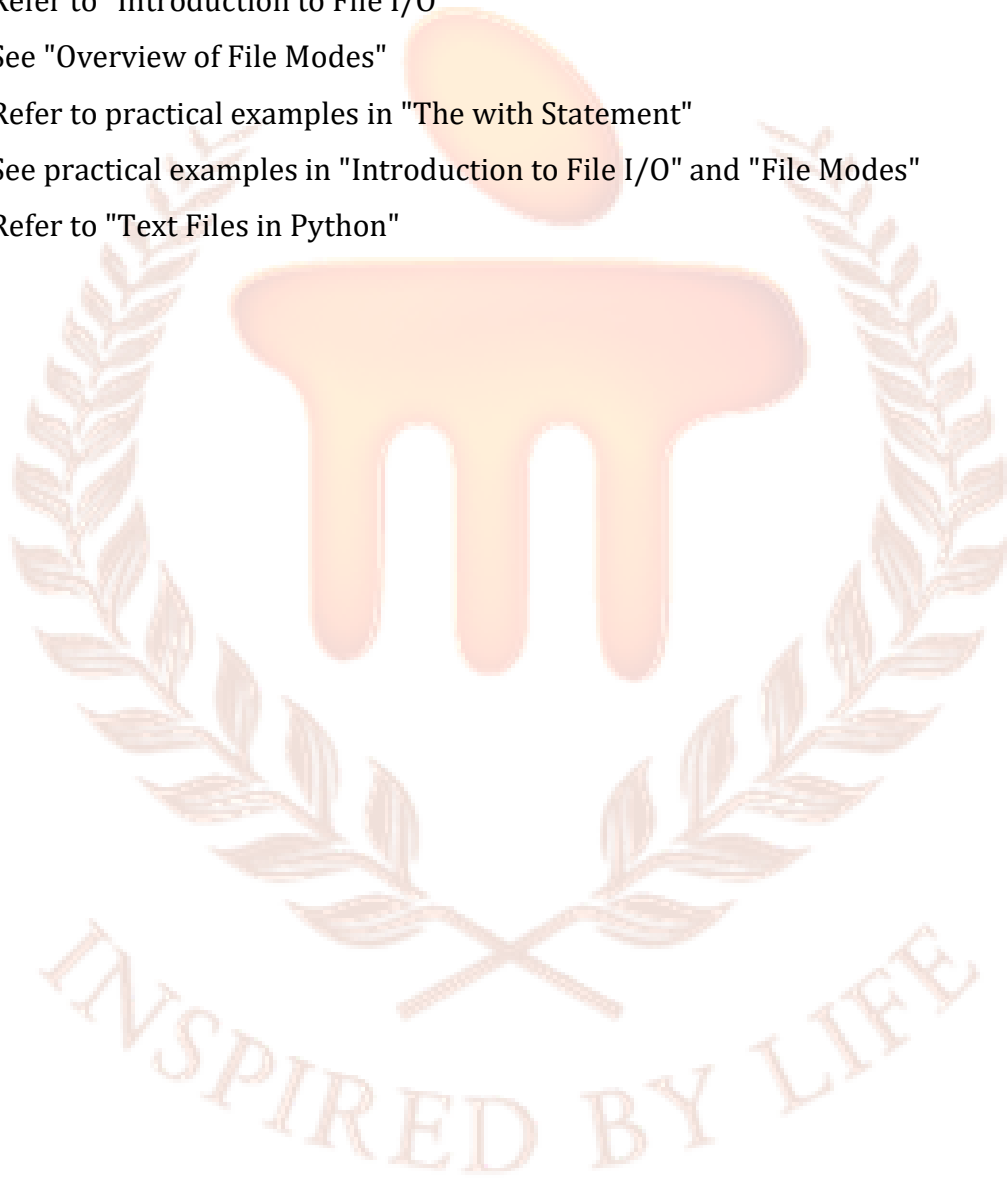 Refer to "Introduction to File I/O"
See "Overview of File Modes"
Refer to practical examples in "The with Statement"
See practical examples in "Introduction to File I/O" and "File Modes"
Refer to "Text Files in Python"
INSPIRED BY LIFE